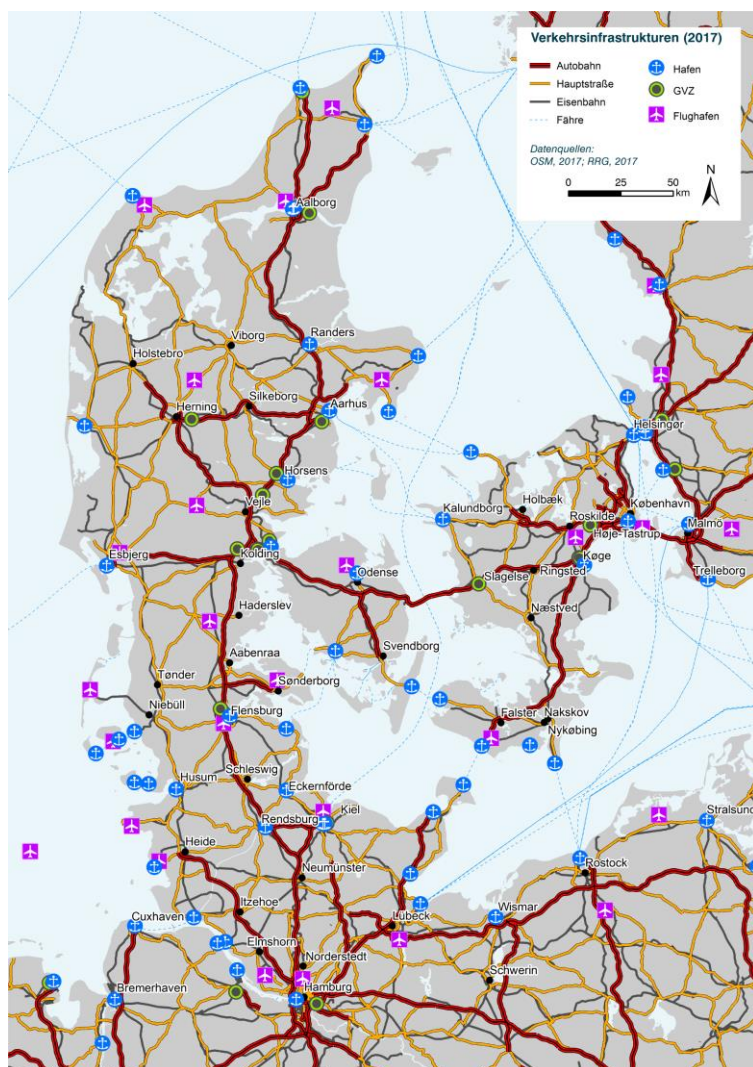 Verkehrsinfrastrukturen (2017)
Autobahn
Hafen
Hauptstraße
GVZ
Eisenbahn
Flughafen
Fähre
Datenquellen:
OSM, 2017; RRG, 2017
N
0 25 50
km
Aalborg
Viborg
Randers
Holstebro
Silkeborg
Herning
Aarhus
Helsingør
Horsens
Vejle
Kalundborg
Holbæk
København
Roskilde
Malmö
Høje-Tastrup
Esbjerg
Kolding
Køge
Trelleborg
Odense
Slagelse
Ringsted
Haderslev
Næstved
Svendborg
Aabenraa
Tønder
Sønderborg
Niebüll
Flensburg
Falster
Nakskov
Nykøbing
Schleswig
Husum
Eckernförde
Kiel
Stralsund
Rendsburg
Heide
Rostock
Neumünster
Itzehoe
Cuxhaven
Lübeck
Wismar
Elmshorn
Norderstedt
Schwerin
Bremerhaven
Hamburg